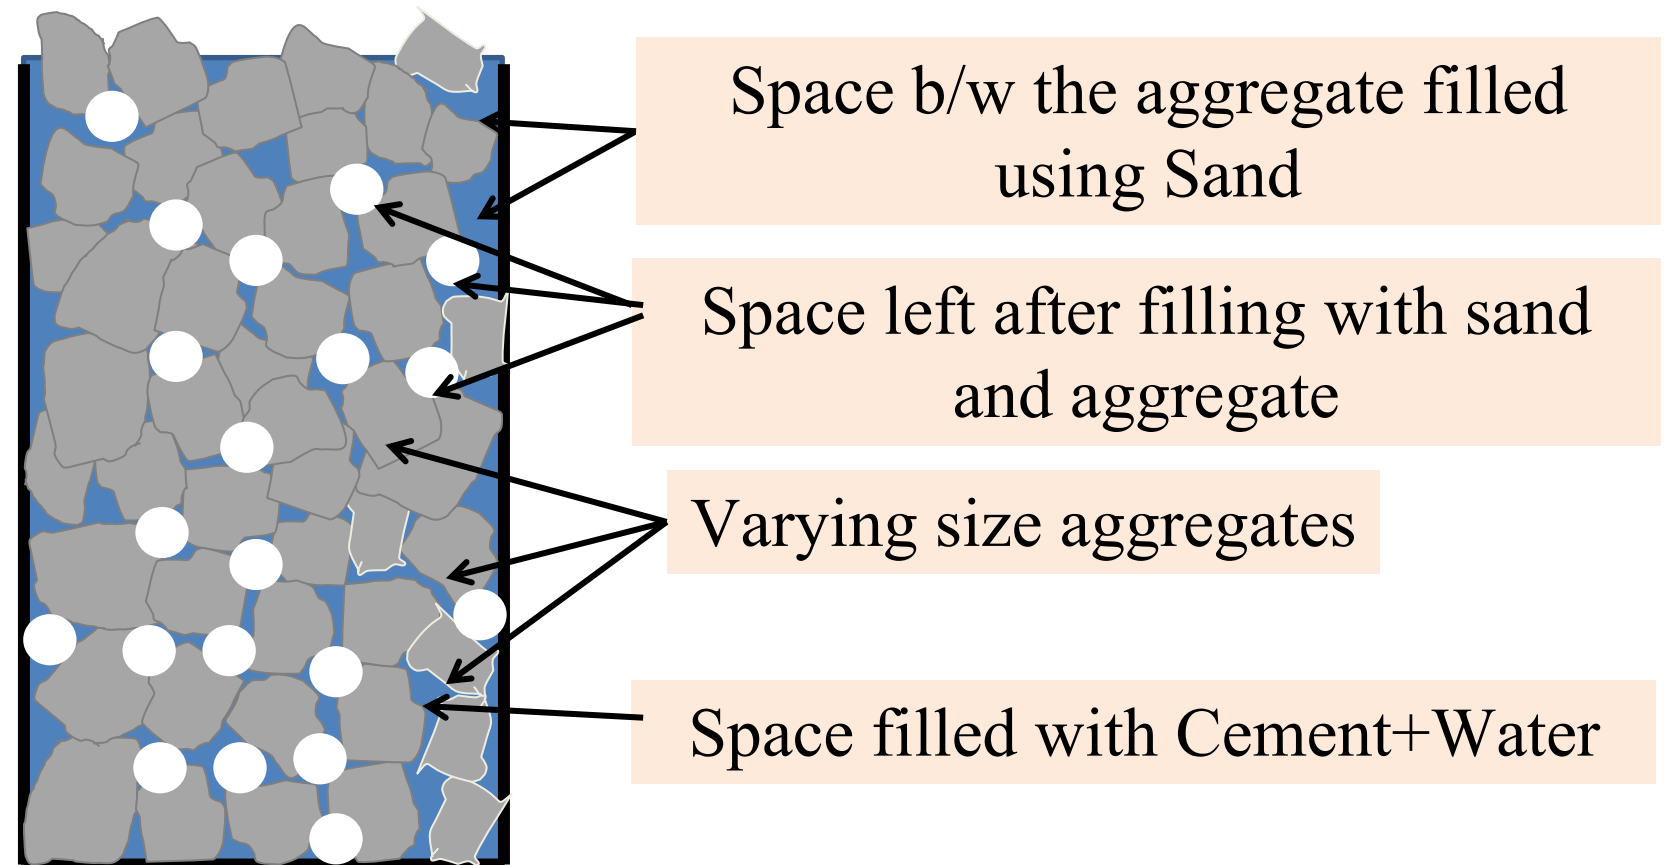 Space b/w the aggregate filled
using Sand
Space left after filling with sand
and aggregate
Varying size aggregates
Space filled with Cement+Water